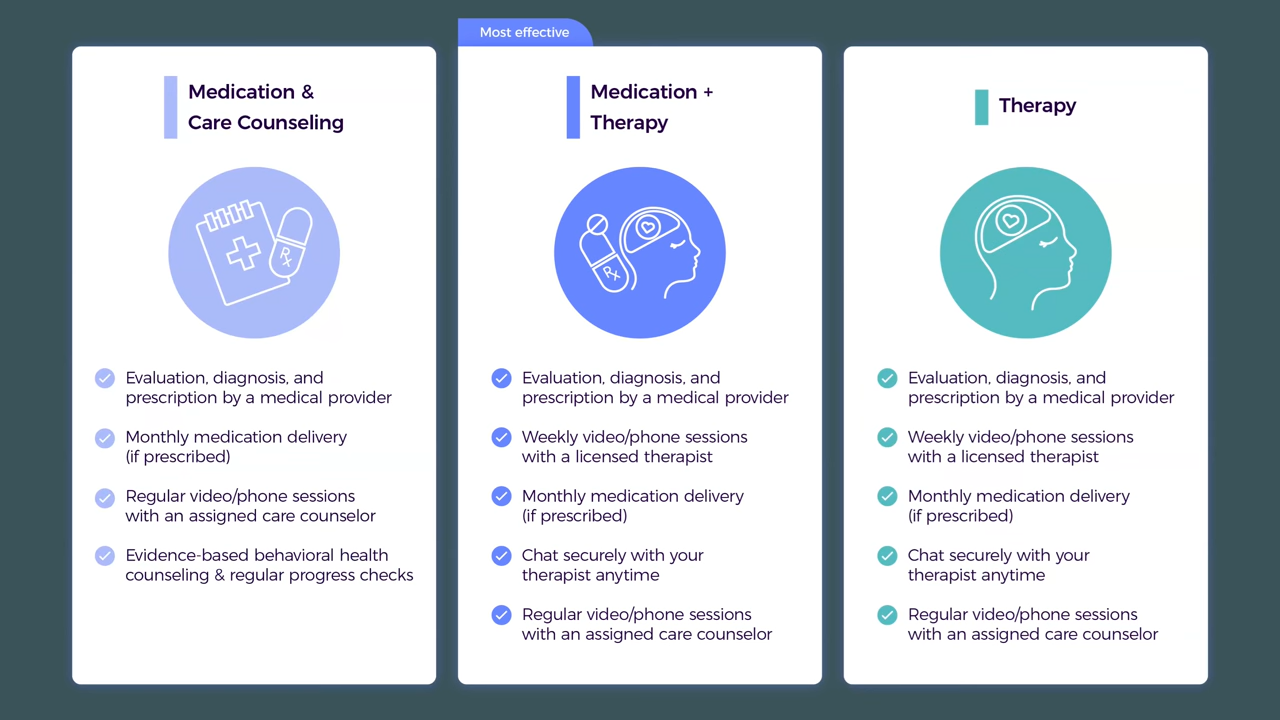 Most effective
Medication &
Care Counseling
Rx
Evaluation, diagnosis, and
prescription by a medical provider
Monthly medication delivery
(if prescribed)
Regular video/phone sessions
with an assigned care counselor
Evidence-based behavioral health
counseling & regular progress checks
Medication +
Therapy
Rx
Evaluation, diagnosis, and
prescription by a medical provider
Weekly video/phone sessions
with a licensed therapist
Monthly medication delivery
(if prescribed)
Chat securely with your
therapist anytime
Regular video/phone sessions
with an assigned care counselor
Therapy
Evaluation, diagnosis, and
prescription by a medical provider
Weekly video/phone sessions
with a licensed therapist
Monthly medication delivery
(if prescribed)
Chat securely with your
therapist anytime
Regular video/phone sessions
with an assigned care counselor